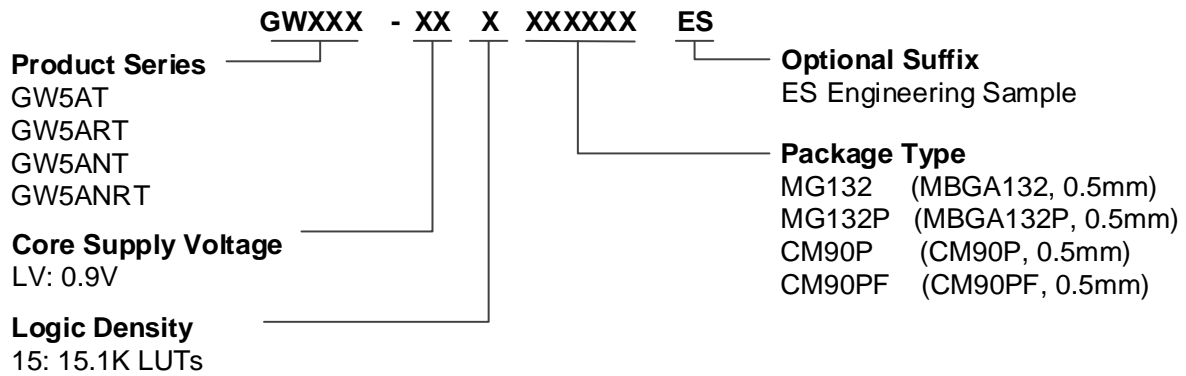 GWXXX - XX X XXXXXX ES
Product Series
GW5AT
GW5ART
GW5ANT
GW5ANRT
Core Supply Voltage
LV: 0.9V
Logic Density
15: 15.1K LUTs
Optional Suffix
ES Engineering Sample
Package Type
MG132 (MBGA132, 0.5mm)
MG132P (MBGA132P, 0.5mm)
CM90P (CM90P, 0.5mm)
CM90PF (CM90PF, 0.5mm)